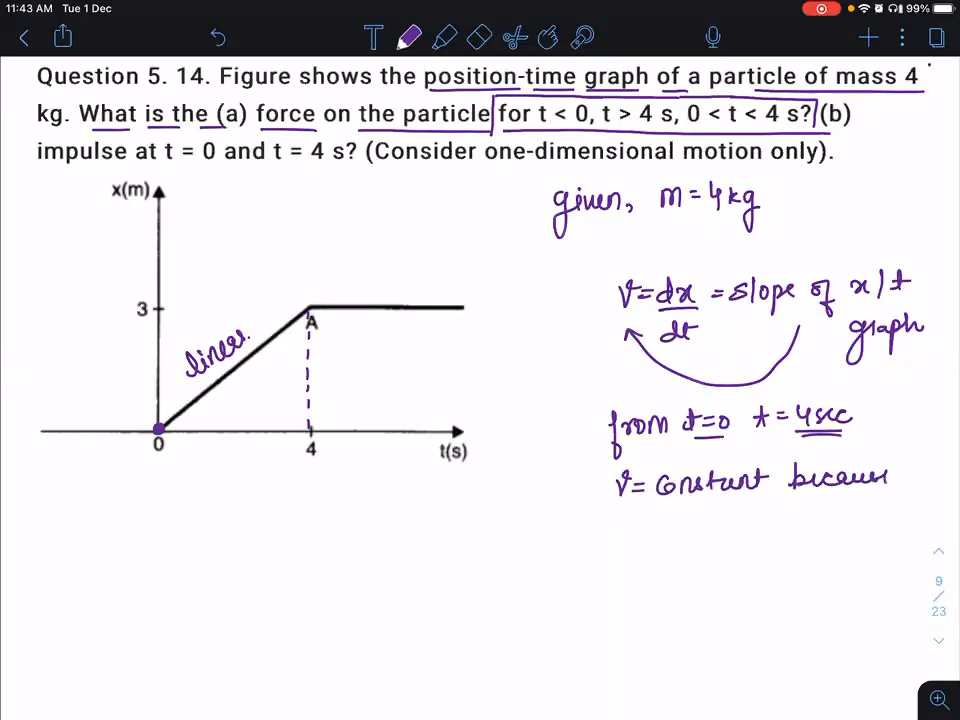 11:43 AM Tue 1 Dec
99%
Question 5. 14. Figure shows the position-time graph of a particle of mass 4
kg. What is the (a) force on the particle for t < 0, t > 4 s, 0 < t < 4 s? (b)
impulse at t = 0 and t = 4 s? (Consider one-dimensional motion only).
x(m)
given, m = 4 kg
3
A
linear.
v = dx/dt = slope of x/t
graph
0
4
t(s)
from t=0 t = 4 sec
v = constant because
9
/
23